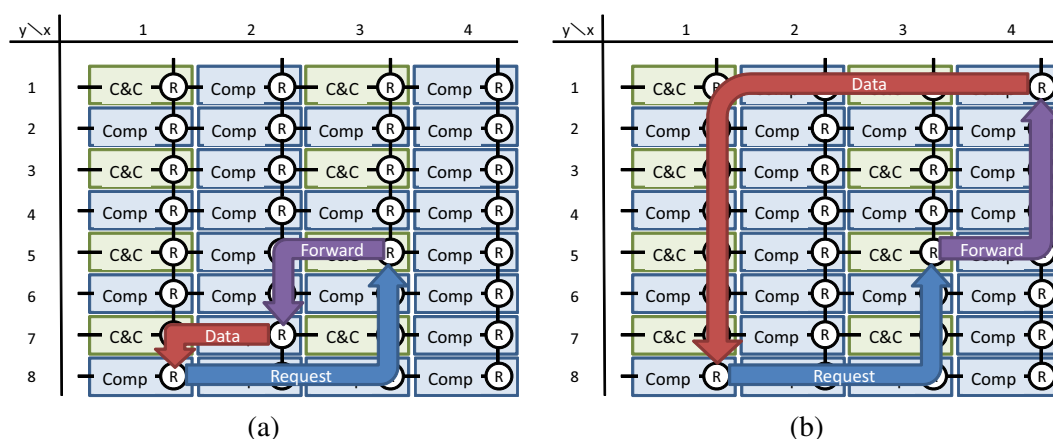 y\x 1 2 3 4
1 C&C R Comp R C&C R Comp R
2 Comp R Comp R Comp R Comp R
3 C&C R Comp R C&C R Comp R
4 Comp R Comp R Comp R Comp R
5 C&C R Comp Forward R Comp R
6 Comp R Comp Comp Comp R
7 C&C Data R C&C Comp R
8 Comp R Request Comp R
(a)
y\x 1 2 3 4
1 C&C Data R
2 Comp Comp R Comp R Comp
3 C&C Comp R C&C R Comp
4 Comp Comp R Comp R Comp
5 C&C Comp R C&C R Forward
6 Comp Comp R Comp Comp R
7 C&C Comp R C&C Comp R
8 Comp R Request Comp R
(b)